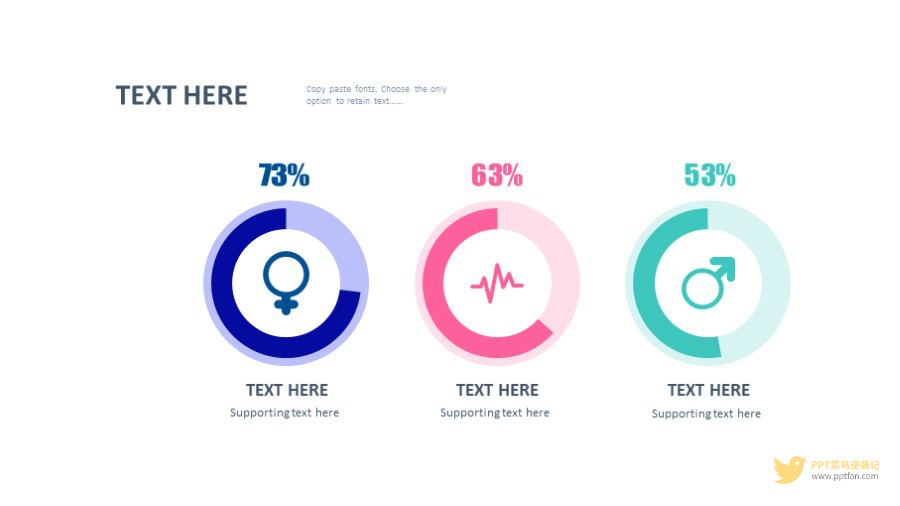 TEXT HERE
Copy paste fonts. Choose the only
option to retain text......
73%
63%
53%
TEXT HERE
Supporting text here
TEXT HERE
Supporting text here
TEXT HERE
Supporting text here
PPT菜鸟逆袭记
www.pptfan.com